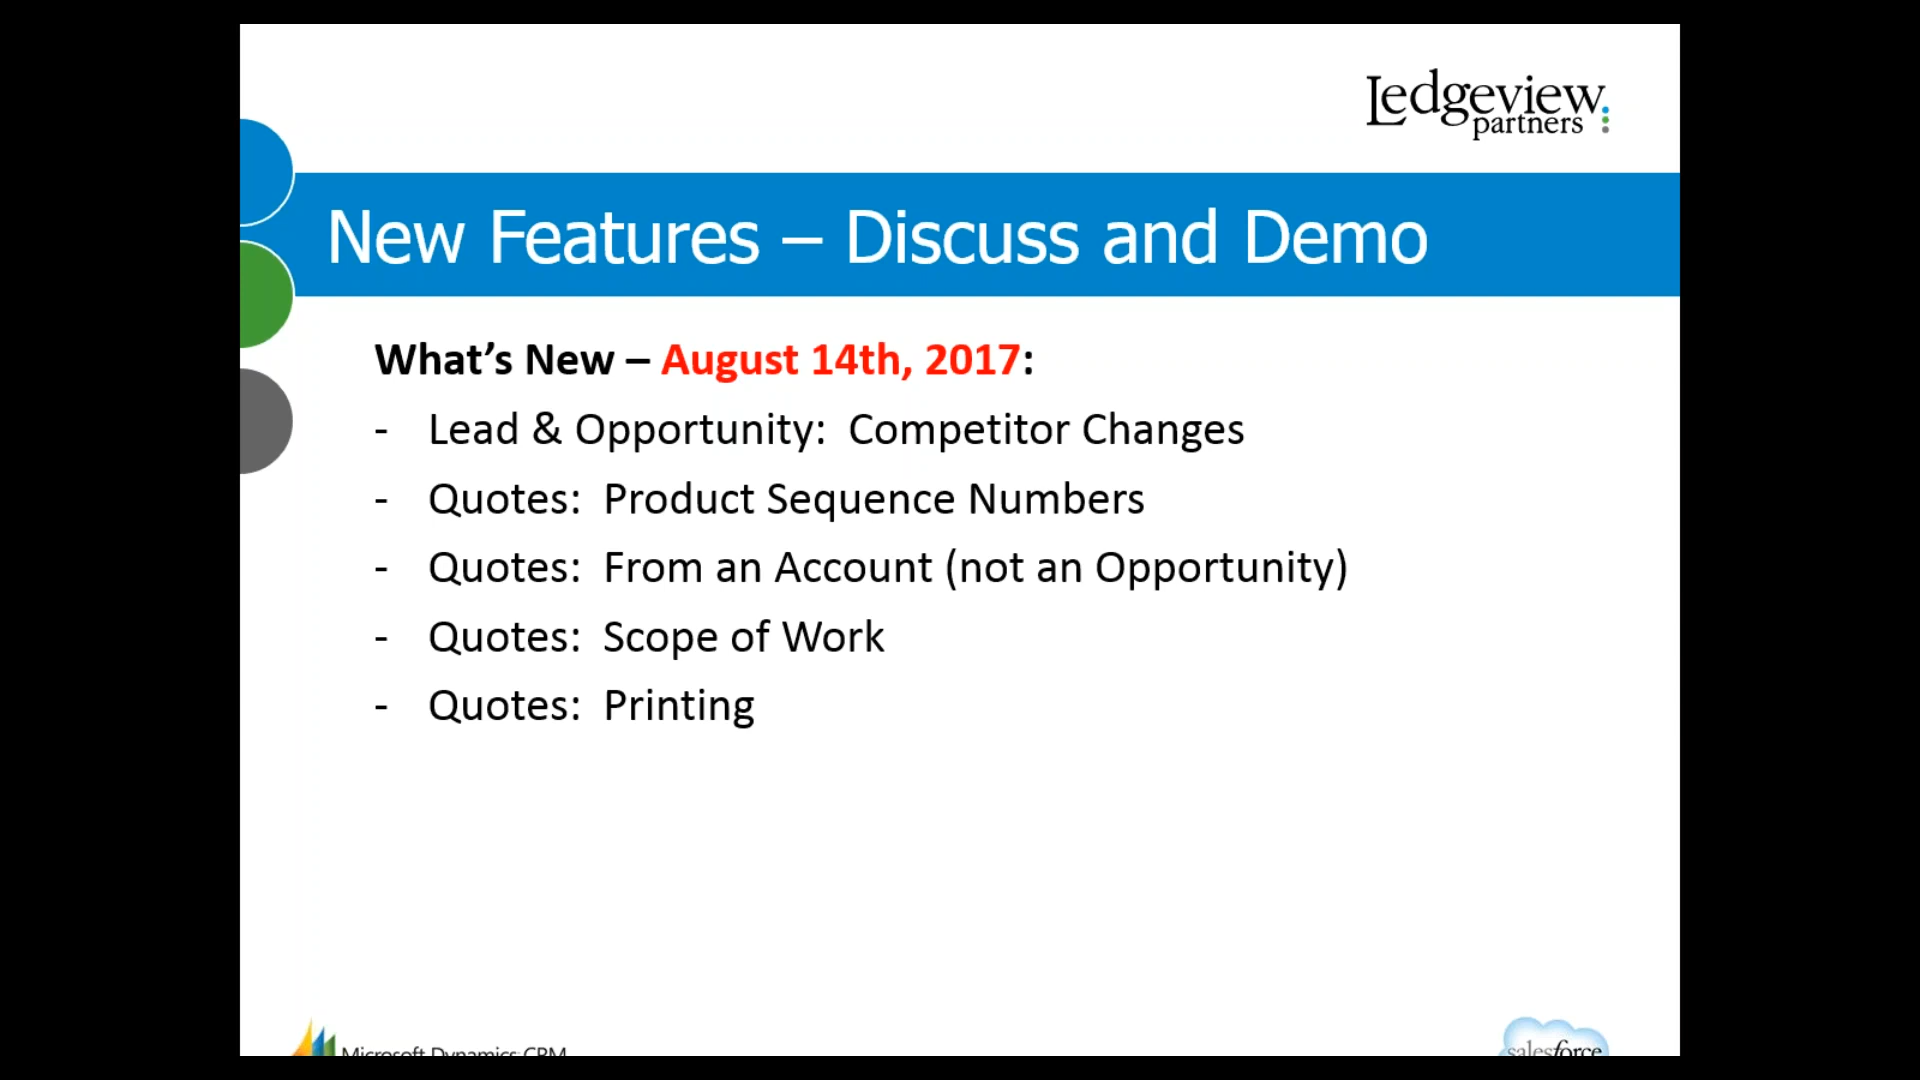 Ledgeview
partners
New Features – Discuss and Demo
What's New – August 14th, 2017:
- Lead & Opportunity: Competitor Changes
- Quotes: Product Sequence Numbers
- Quotes: From an Account (not an Opportunity)
- Quotes: Scope of Work
- Quotes: Printing
Microsoft Dynamics CRM
salesforce